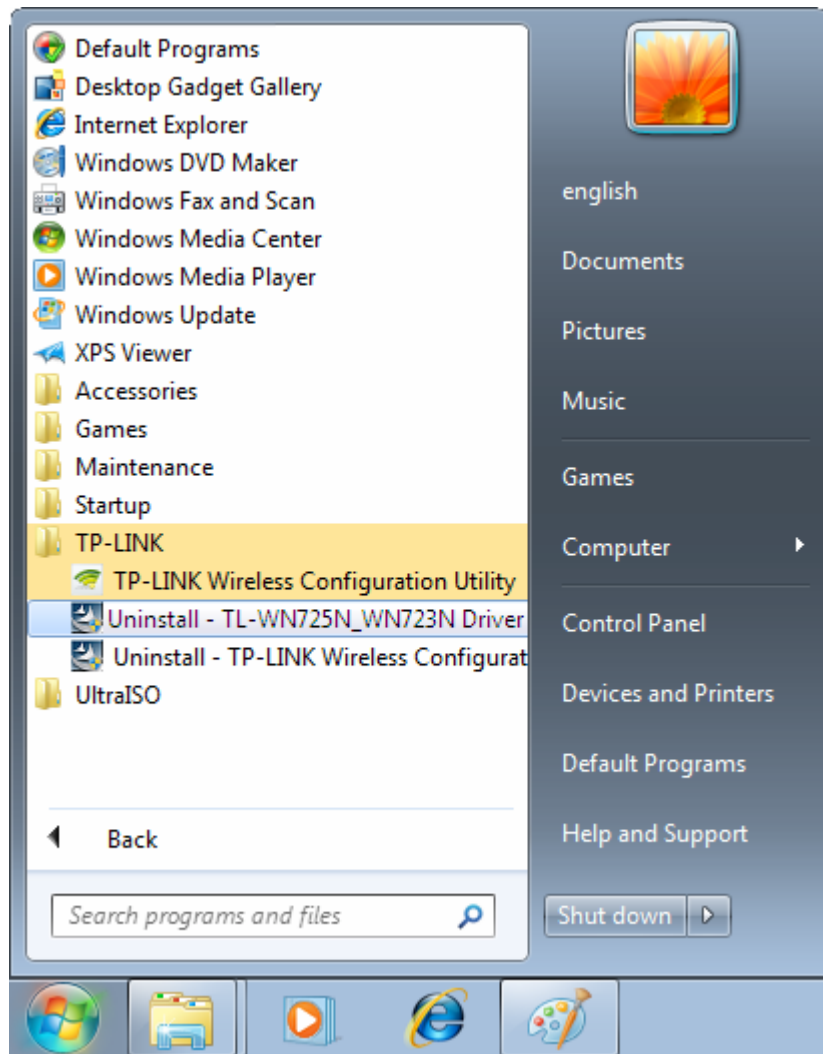 Default Programs
Desktop Gadget Gallery
Internet Explorer
Windows DVD Maker
Windows Fax and Scan
Windows Media Center
Windows Media Player
Windows Update
XPS Viewer
Accessories
Games
Maintenance
Startup
TP-LINK
TP-LINK Wireless Configuration Utility
Uninstall - TL-WN725N_WN723N Driver
Uninstall - TP-LINK Wireless Configurat
UltraISO
Back
Search programs and files
english
Documents
Pictures
Music
Games
Computer
Control Panel
Devices and Printers
Default Programs
Help and Support
Shut down